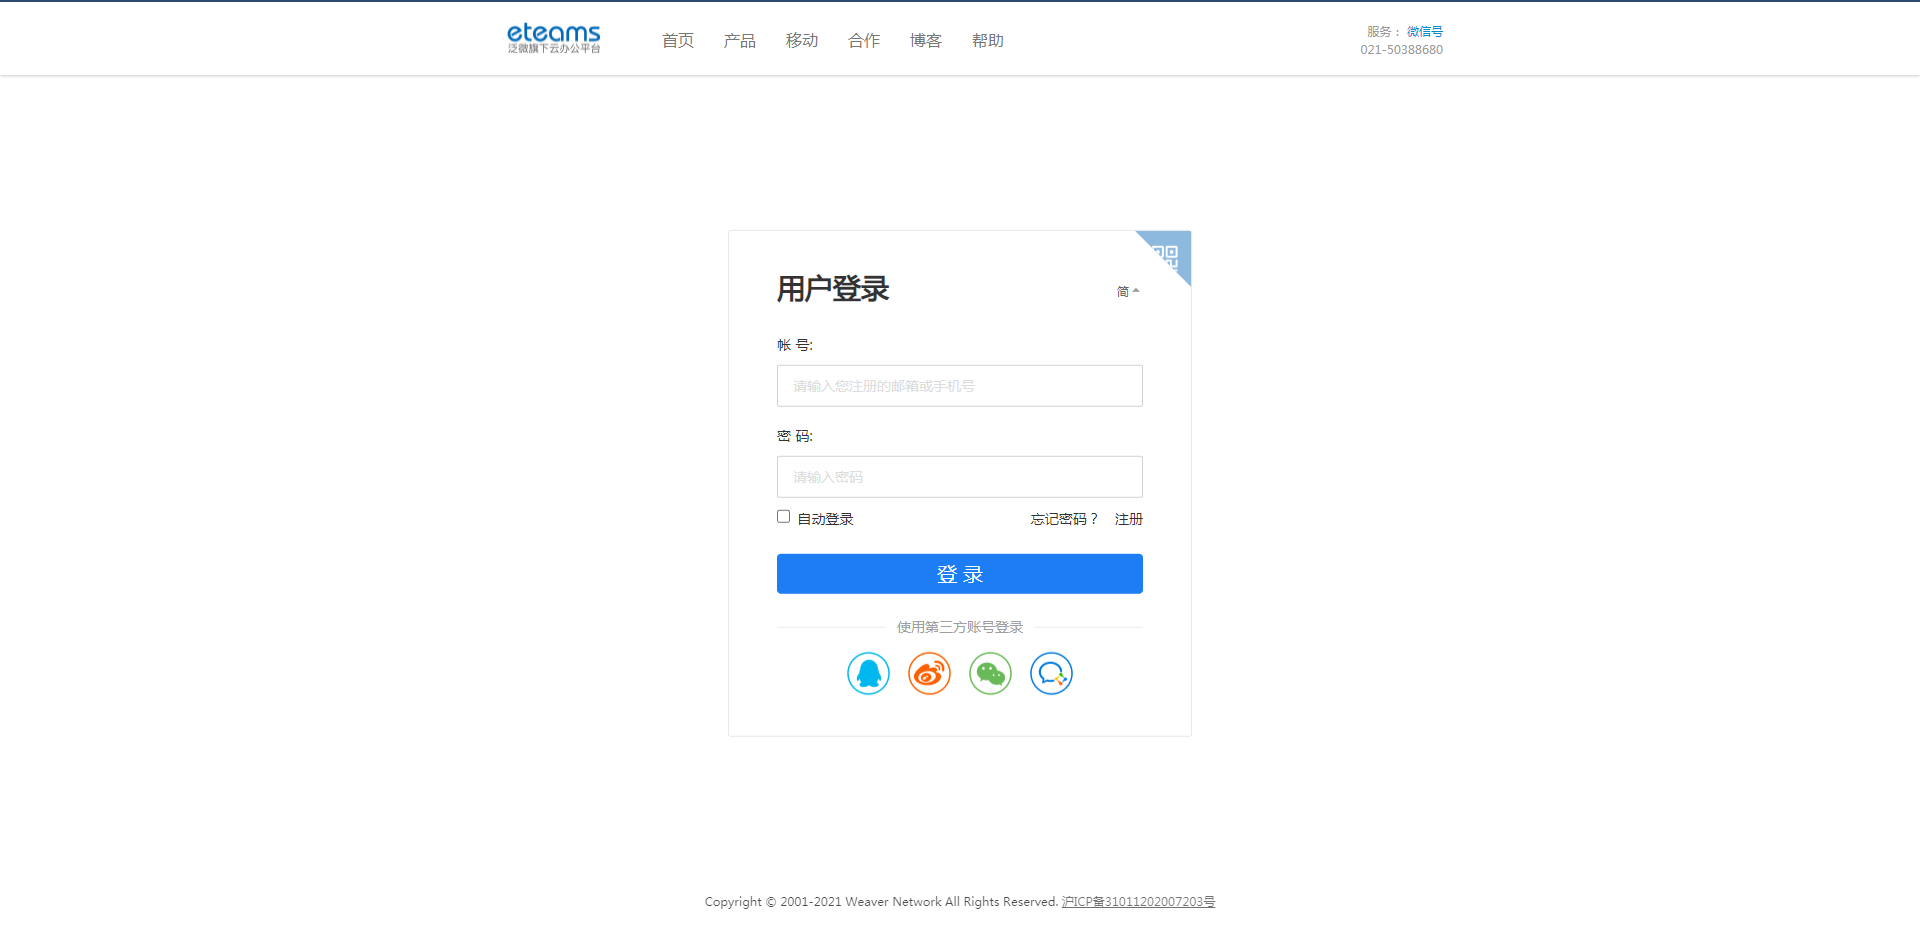 eteams
泛微旗下云办公平台
首页 产品 移动 合作 博客 帮助
服务： 微信号
021-50388680
用户登录
简
帐 号:
请输入您注册的邮箱或手机号
密 码:
请输入密码
自动登录 忘记密码？ 注册
登 录
使用第三方账号登录
Copyright © 2001-2021 Weaver Network All Rights Reserved. 沪ICP备31011202007203号